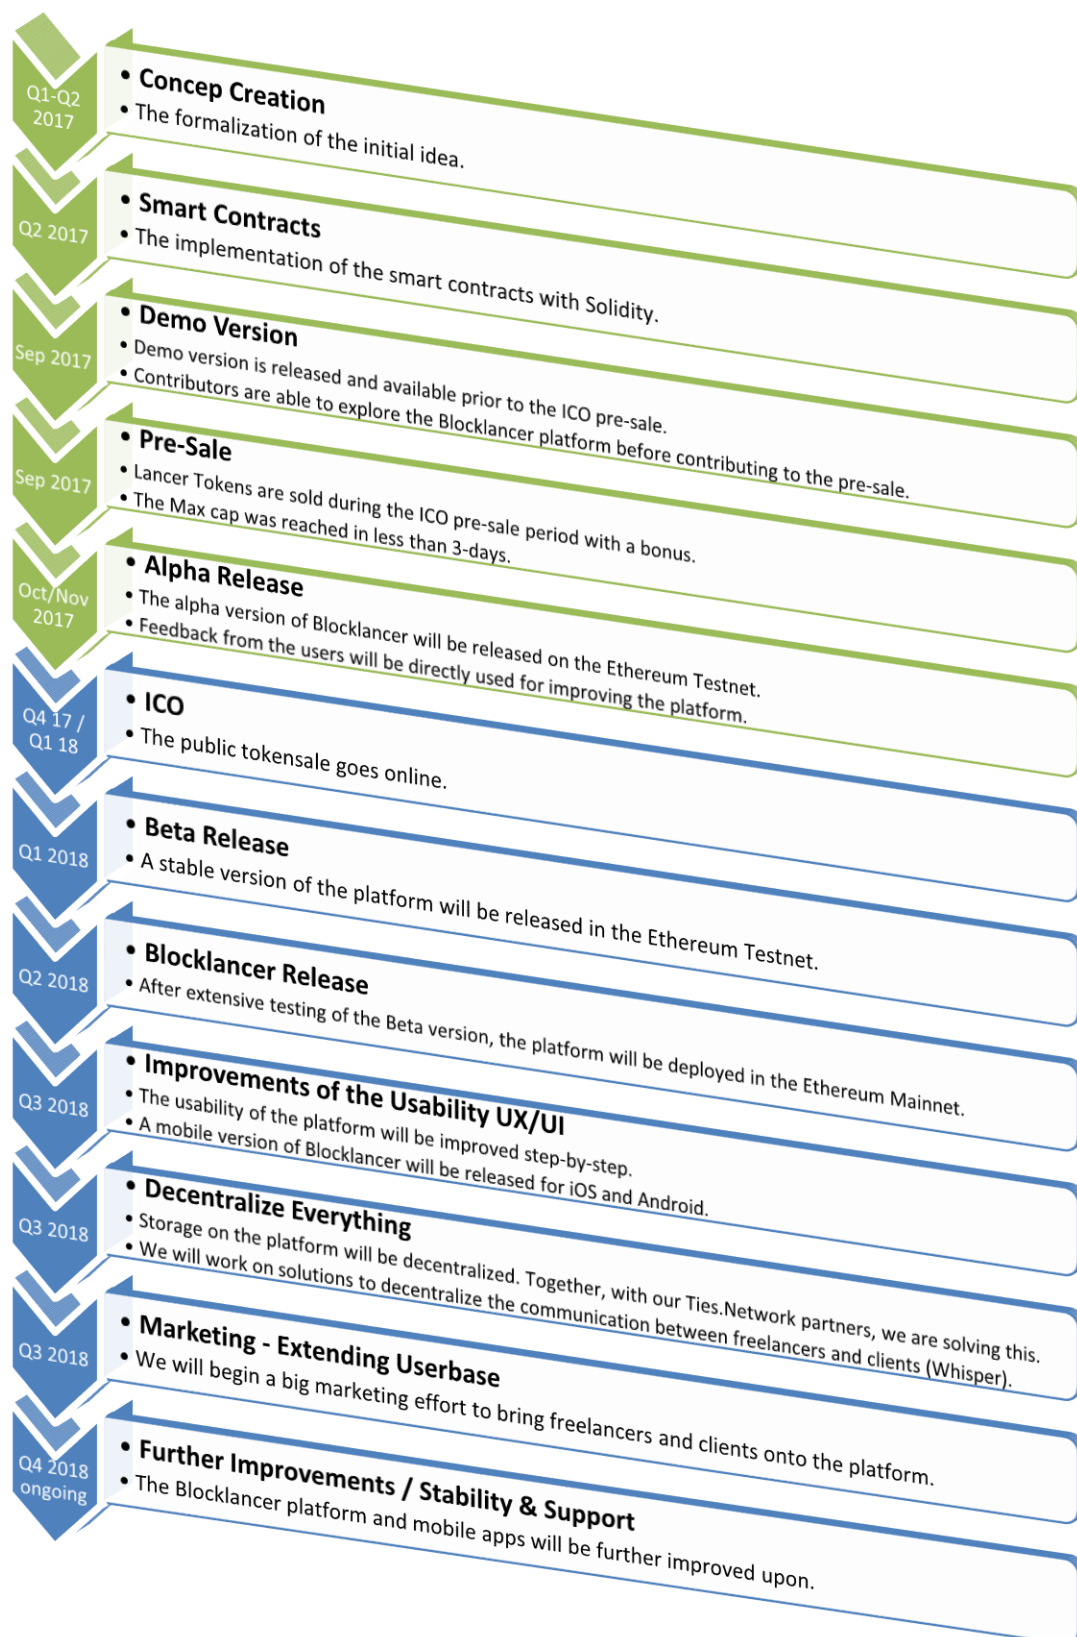 Q1-Q2
2017
• Concep Creation
• The formalization of the initial idea.
Q2 2017
• Smart Contracts
• The implementation of the smart contracts with Solidity.
Sep 2017
• Demo Version
• Demo version is released and available prior to the ICO pre-sale.
• Contributors are able to explore the Blocklancer platform before contributing to the pre-sale.
Sep 2017
• Pre-Sale
• Lancer Tokens are sold during the ICO pre-sale period with a bonus.
• The Max cap was reached in less than 3-days.
Oct/Nov
2017
• Alpha Release
• The alpha version of Blocklancer will be released on the Ethereum Testnet.
• Feedback from the users will be directly used for improving the platform.
Q4 17 /
Q1 18
• ICO
• The public tokensale goes online.
Q1 2018
• Beta Release
• A stable version of the platform will be released in the Ethereum Testnet.
Q2 2018
• Blocklancer Release
• After extensive testing of the Beta version, the platform will be deployed in the Ethereum Mainnet.
Q3 2018
• Improvements of the Usability UX/UI
• The usability of the platform will be improved step-by-step.
• A mobile version of Blocklancer will be released for iOS and Android.
Q3 2018
• Decentralize Everything
• Storage on the platform will be decentralized. Together, with our Ties.Network partners, we are solving this.
• We will work on solutions to decentralize the communication between freelancers and clients (Whisper).
Q3 2018
• Marketing - Extending Userbase
• We will begin a big marketing effort to bring freelancers and clients onto the platform.
Q4 2018
ongoing
• Further Improvements / Stability & Support
• The Blocklancer platform and mobile apps will be further improved upon.